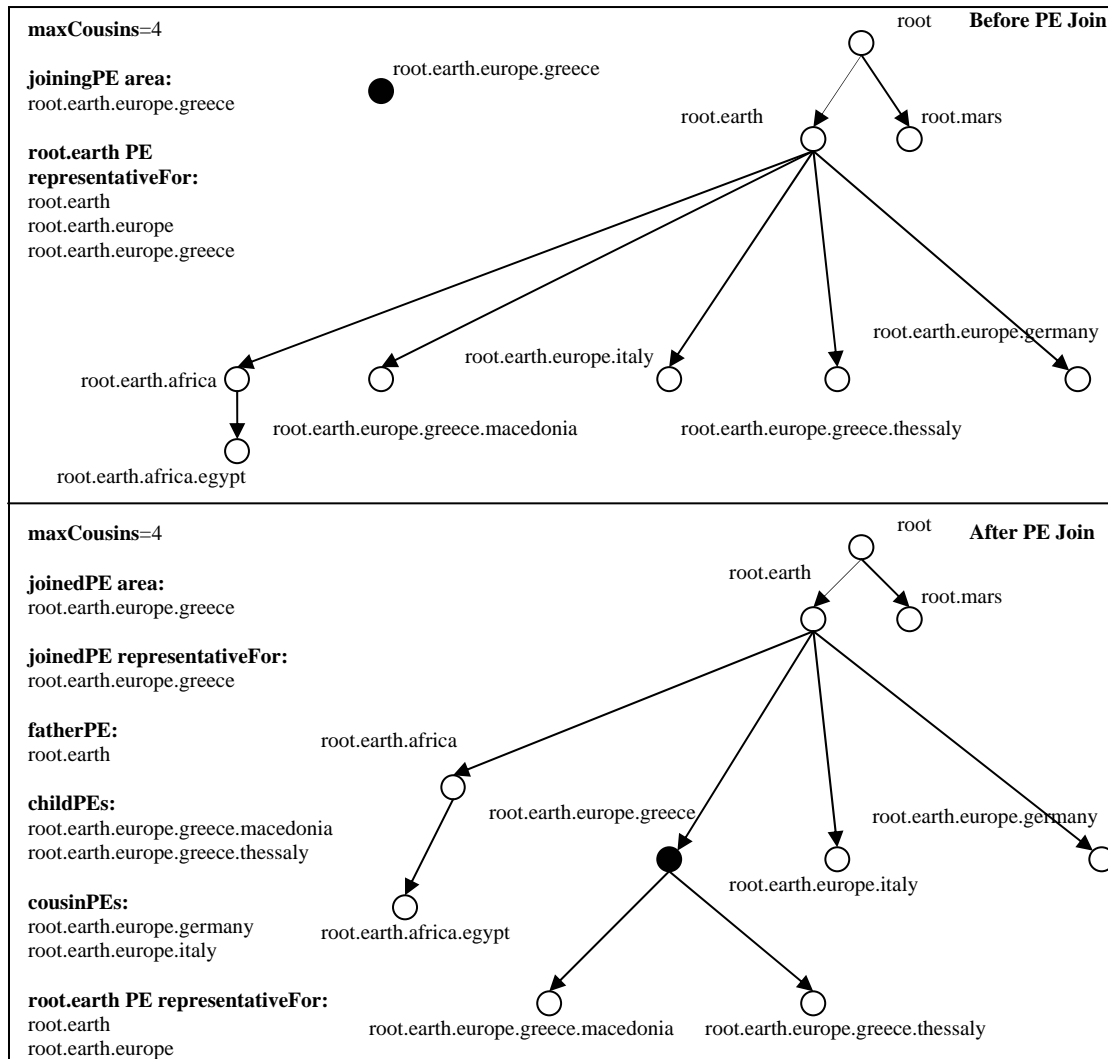 maxCousins=4
root
Before PE Join
joiningPE area:
root.earth.europe.greece
root.earth.europe.greece
root.earth
root.mars
root.earth PE
representativeFor:
root.earth
root.earth.europe
root.earth.europe.greece
root.earth.africa
root.earth.europe.italy
root.earth.europe.germany
root.earth.europe.greece.macedonia
root.earth.europe.greece.thessaly
root.earth.africa.egypt
maxCousins=4
root
After PE Join
joinedPE area:
root.earth.europe.greece
root.earth
root.mars
joinedPE representativeFor:
root.earth.europe.greece
fatherPE:
root.earth
root.earth.africa
childPEs:
root.earth.europe.greece.macedonia
root.earth.europe.greece.thessaly
root.earth.europe.greece
root.earth.europe.germany
cousinPEs:
root.earth.europe.germany
root.earth.europe.italy
root.earth.africa.egypt
root.earth.europe.italy
root.earth PE representativeFor:
root.earth
root.earth.europe
root.earth.europe.greece.macedonia
root.earth.europe.greece.thessaly